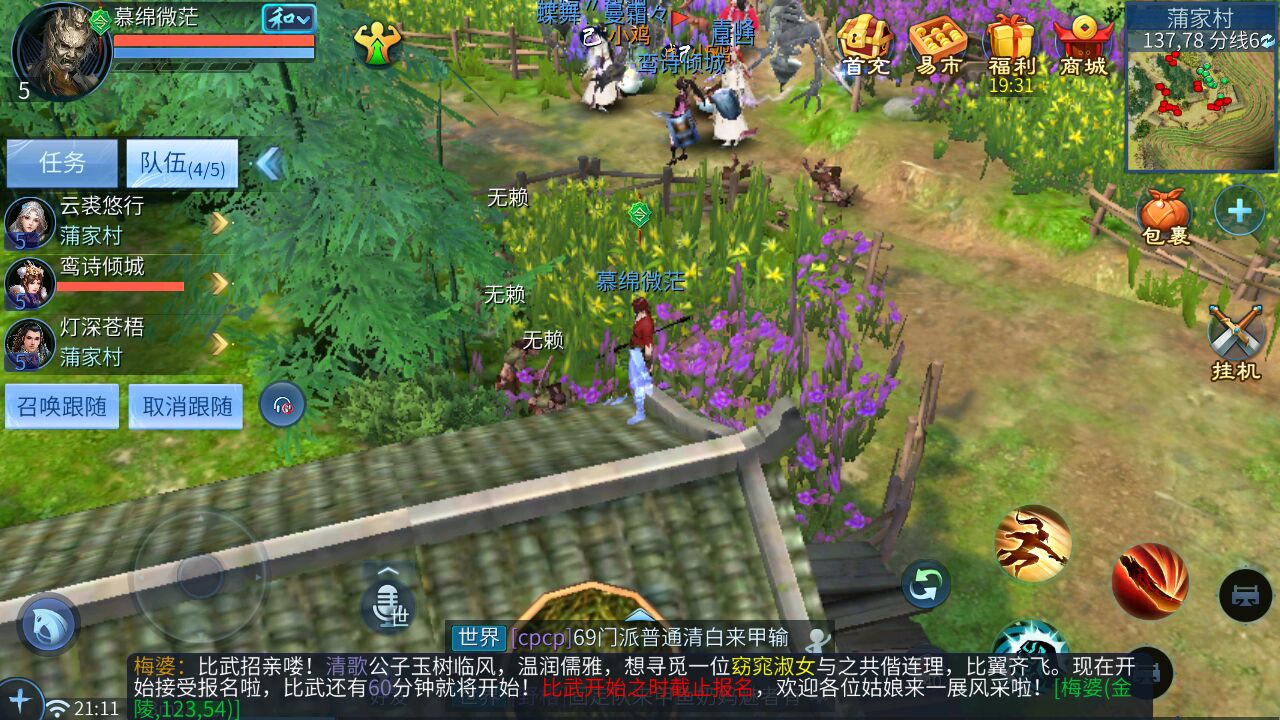 慕绵微茫
和
5
小鸡
鸾诗倾城
首充
易市
福利
19:31
商城
蒲家村
137,78 分线6
任务
队伍(4/5)
云裘悠行
5
蒲家村
鸾诗倾城
5
灯深苍梧
5
蒲家村
召唤跟随
取消跟随
无赖
无赖
无赖
慕绵微茫
包裹
挂机
世
世界 [cpcp]69门派普通清白来甲输
梅婆：比武招亲喽！清歌公子玉树临风，温润儒雅，想寻觅一位窈窕淑女与之共偕连理，比翼齐飞。现在开
始接受报名啦，比武还有60分钟就将开始！比武开始之时截止报名，欢迎各位姑娘来一展风采啦！[梅婆(金
陵,123,54)]
21:11